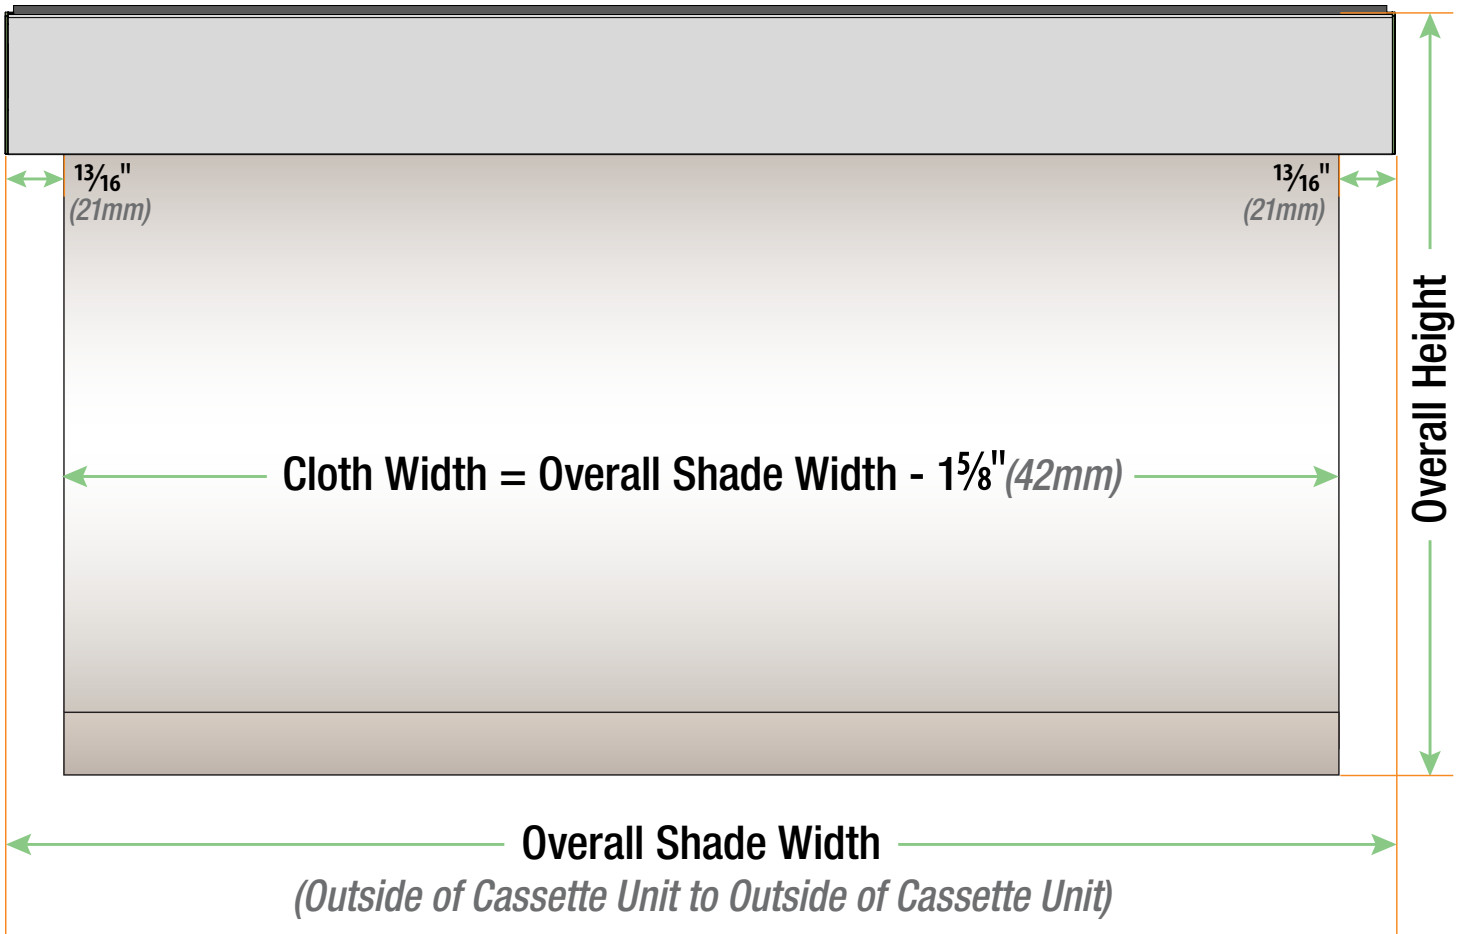 13⁄16" 13⁄16"
(21mm) (21mm)
Overall Height
Cloth Width = Overall Shade Width - 1⅝" (42mm)
Overall Shade Width
(Outside of Cassette Unit to Outside of Cassette Unit)